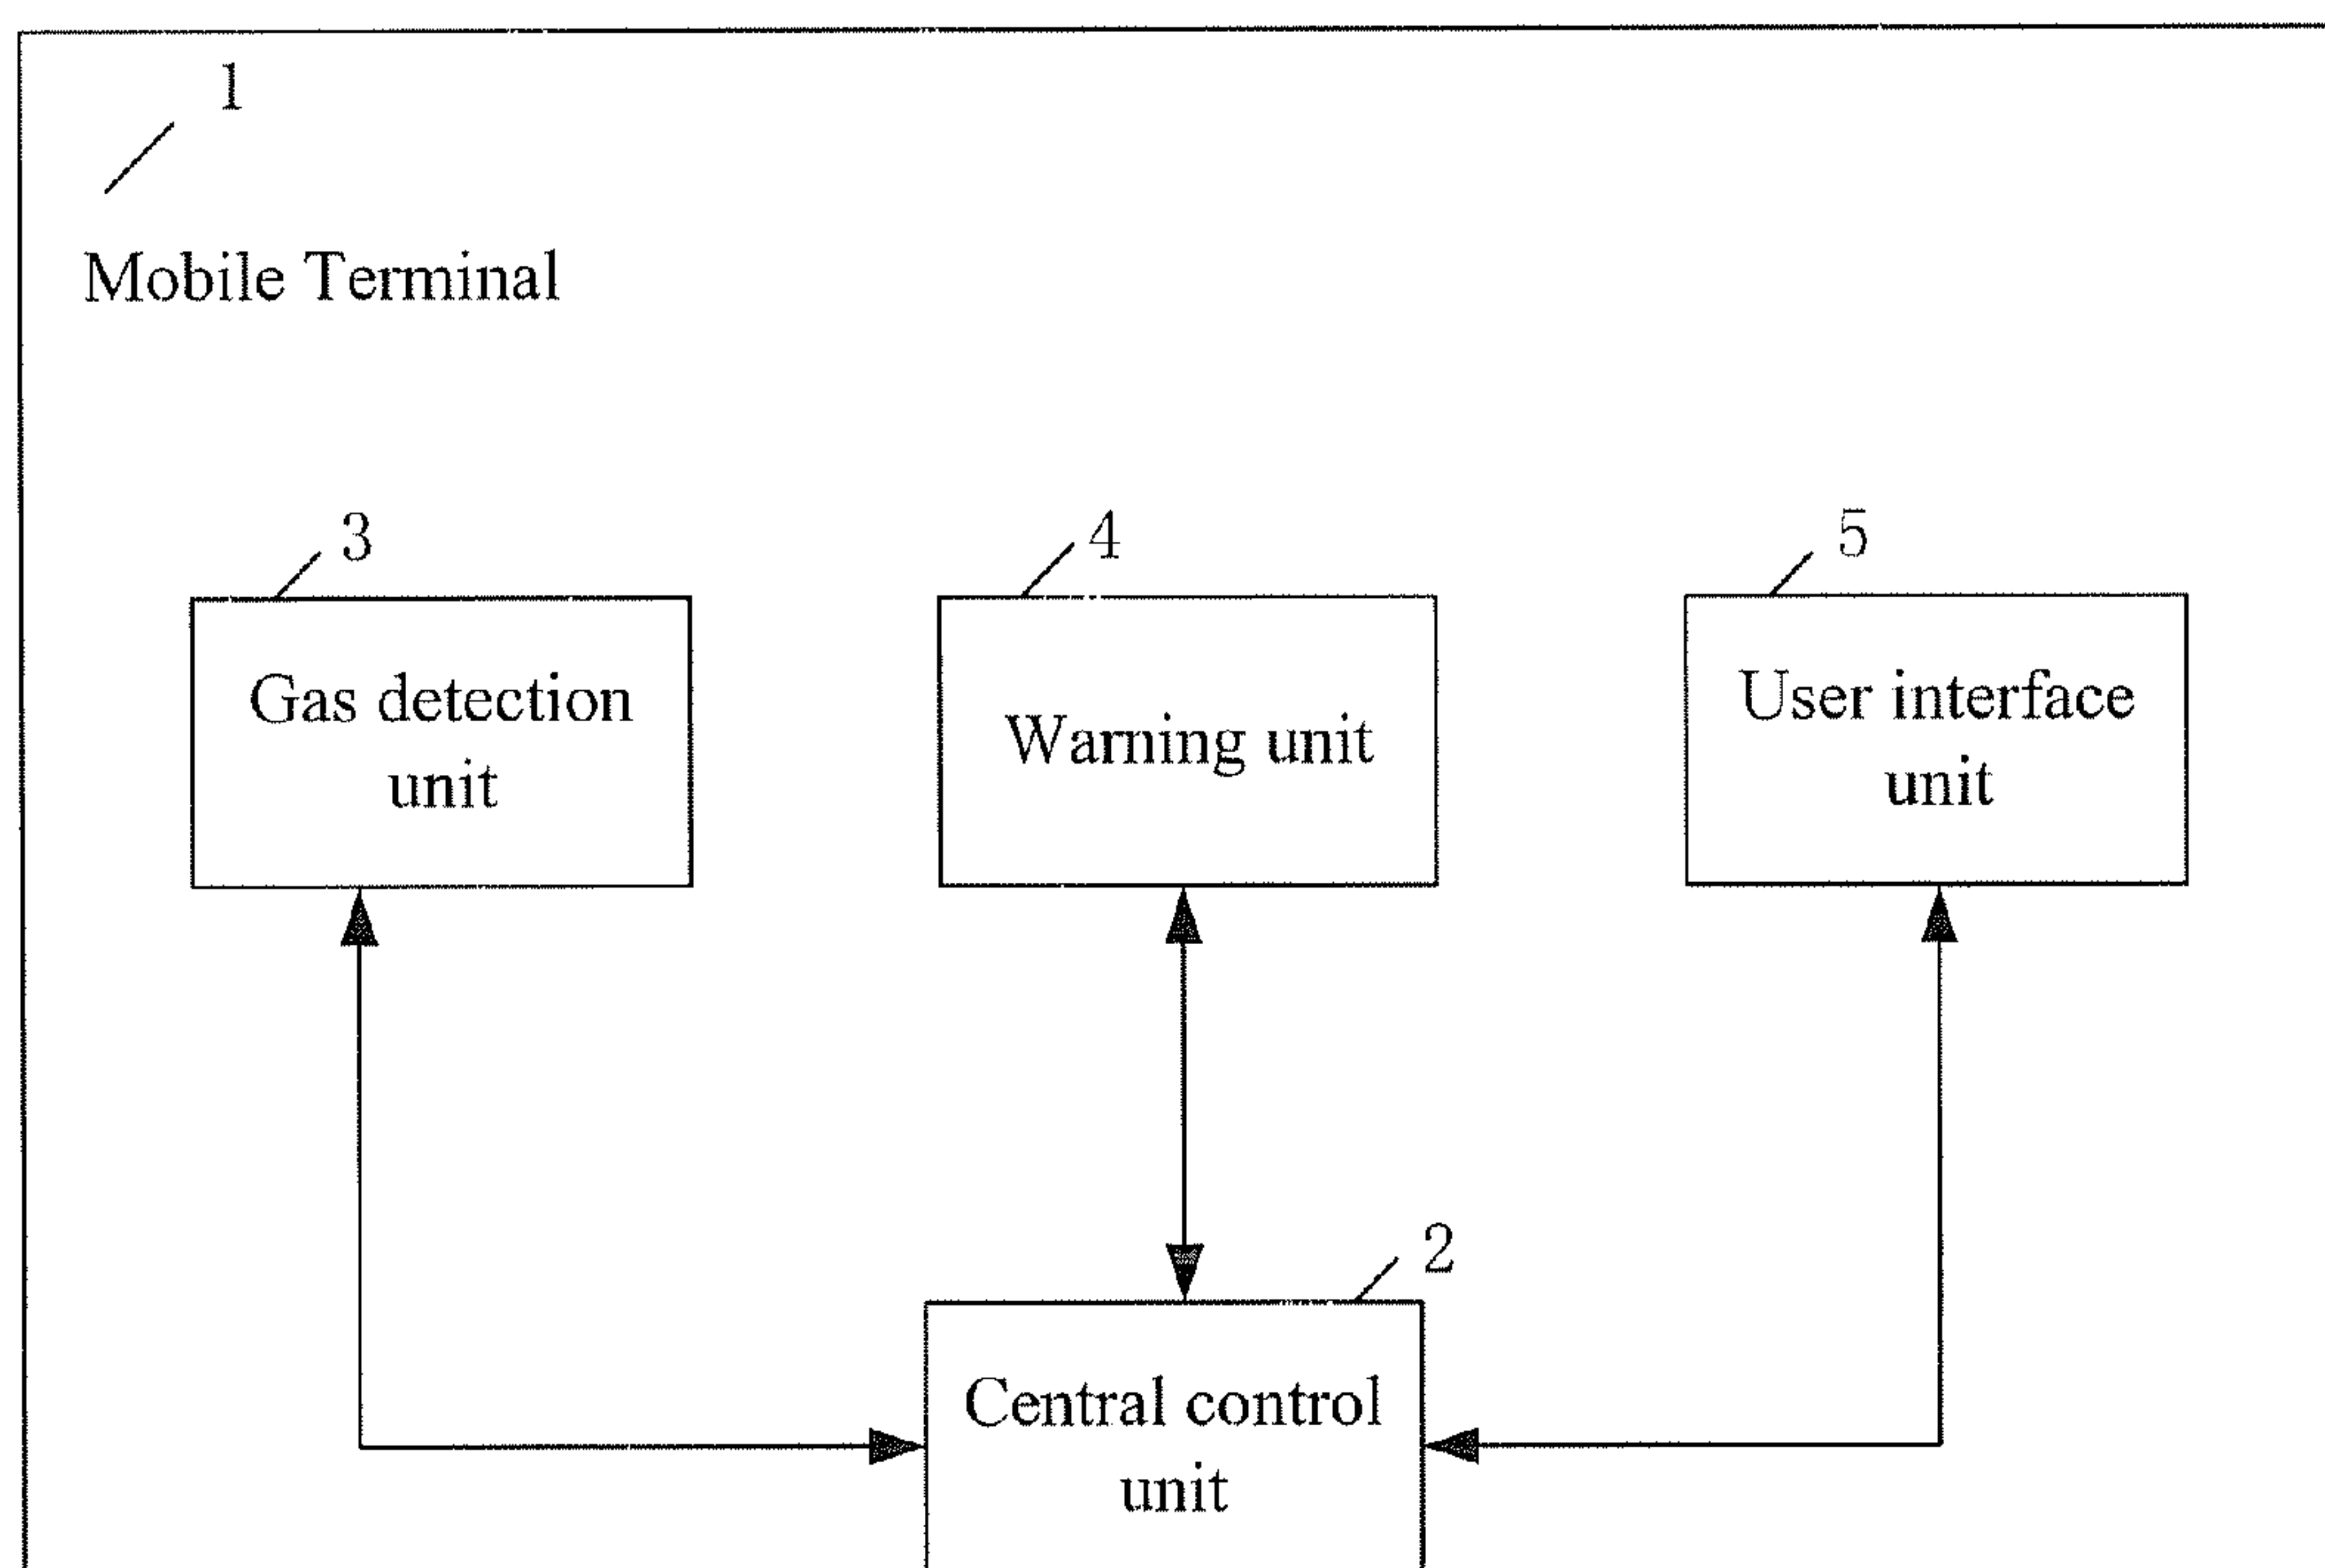 1
Mobile Terminal
3
4
5
Gas detection
unit
Warning unit
User interface
unit
2
Central control
unit